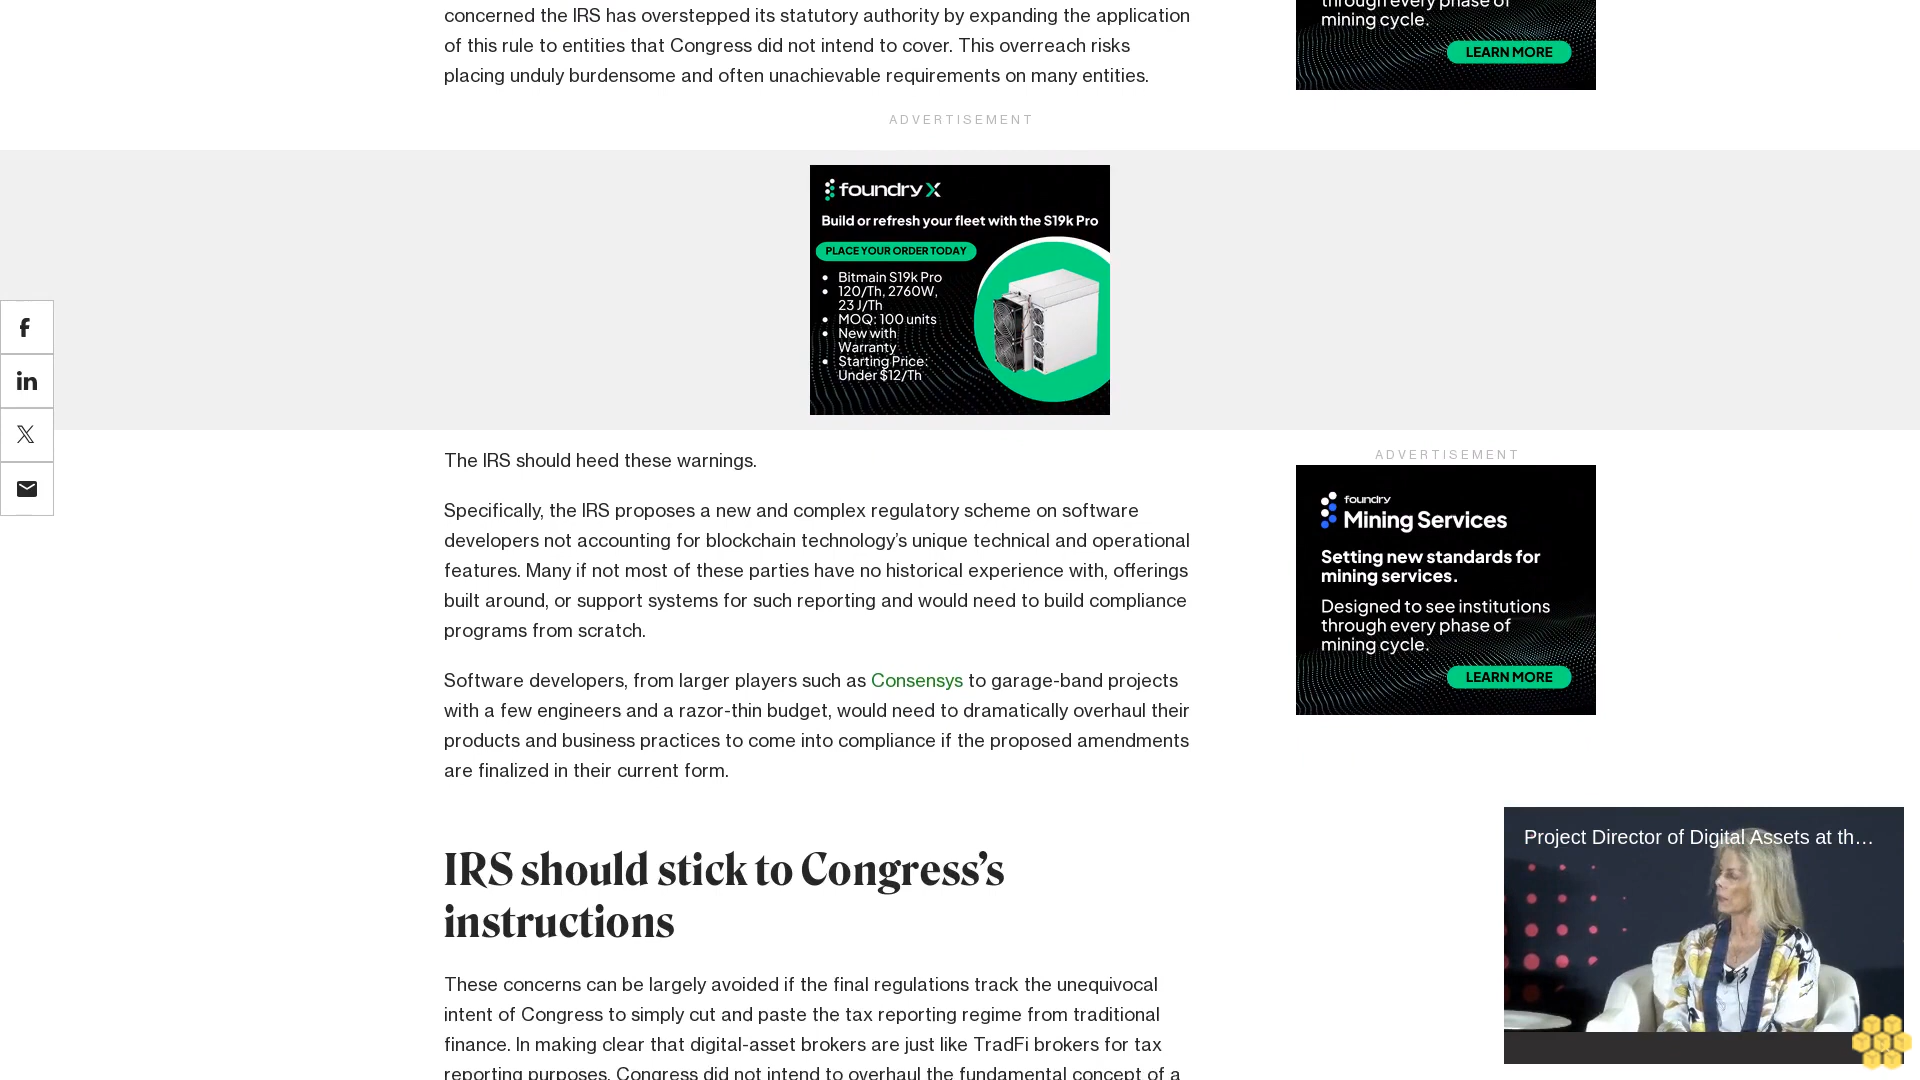 concerned the IRS has overstepped its statutory authority by expanding the application
of this rule to entities that Congress did not intend to cover. This overreach risks
placing unduly burdensome and often unachievable requirements on many entities.
through every phase of
mining cycle.
LEARN MORE
ADVERTISEMENT
foundry X
Build or refresh your fleet with the S19k Pro
PLACE YOUR ORDER TODAY
• Bitmain S19k Pro
• 120/Th, 2760W,
23 J/Th
• MOQ: 100 units
• New with
Warranty
• Starting Price:
Under $12/Th
f
in
X
The IRS should heed these warnings.
Specifically, the IRS proposes a new and complex regulatory scheme on software
developers not accounting for blockchain technology’s unique technical and operational
features. Many if not most of these parties have no historical experience with, offerings
built around, or support systems for such reporting and would need to build compliance
programs from scratch.
Software developers, from larger players such as Consensys to garage-band projects
with a few engineers and a razor-thin budget, would need to dramatically overhaul their
products and business practices to come into compliance if the proposed amendments
are finalized in their current form.
ADVERTISEMENT
foundry
Mining Services
Setting new standards for
mining services.
Designed to see institutions
through every phase of
mining cycle.
LEARN MORE
IRS should stick to Congress’s
instructions
These concerns can be largely avoided if the final regulations track the unequivocal
intent of Congress to simply cut and paste the tax reporting regime from traditional
finance. In making clear that digital-asset brokers are just like TradFi brokers for tax
reporting purposes, Congress did not intend to overhaul the fundamental concept of a
Project Director of Digital Assets at th…